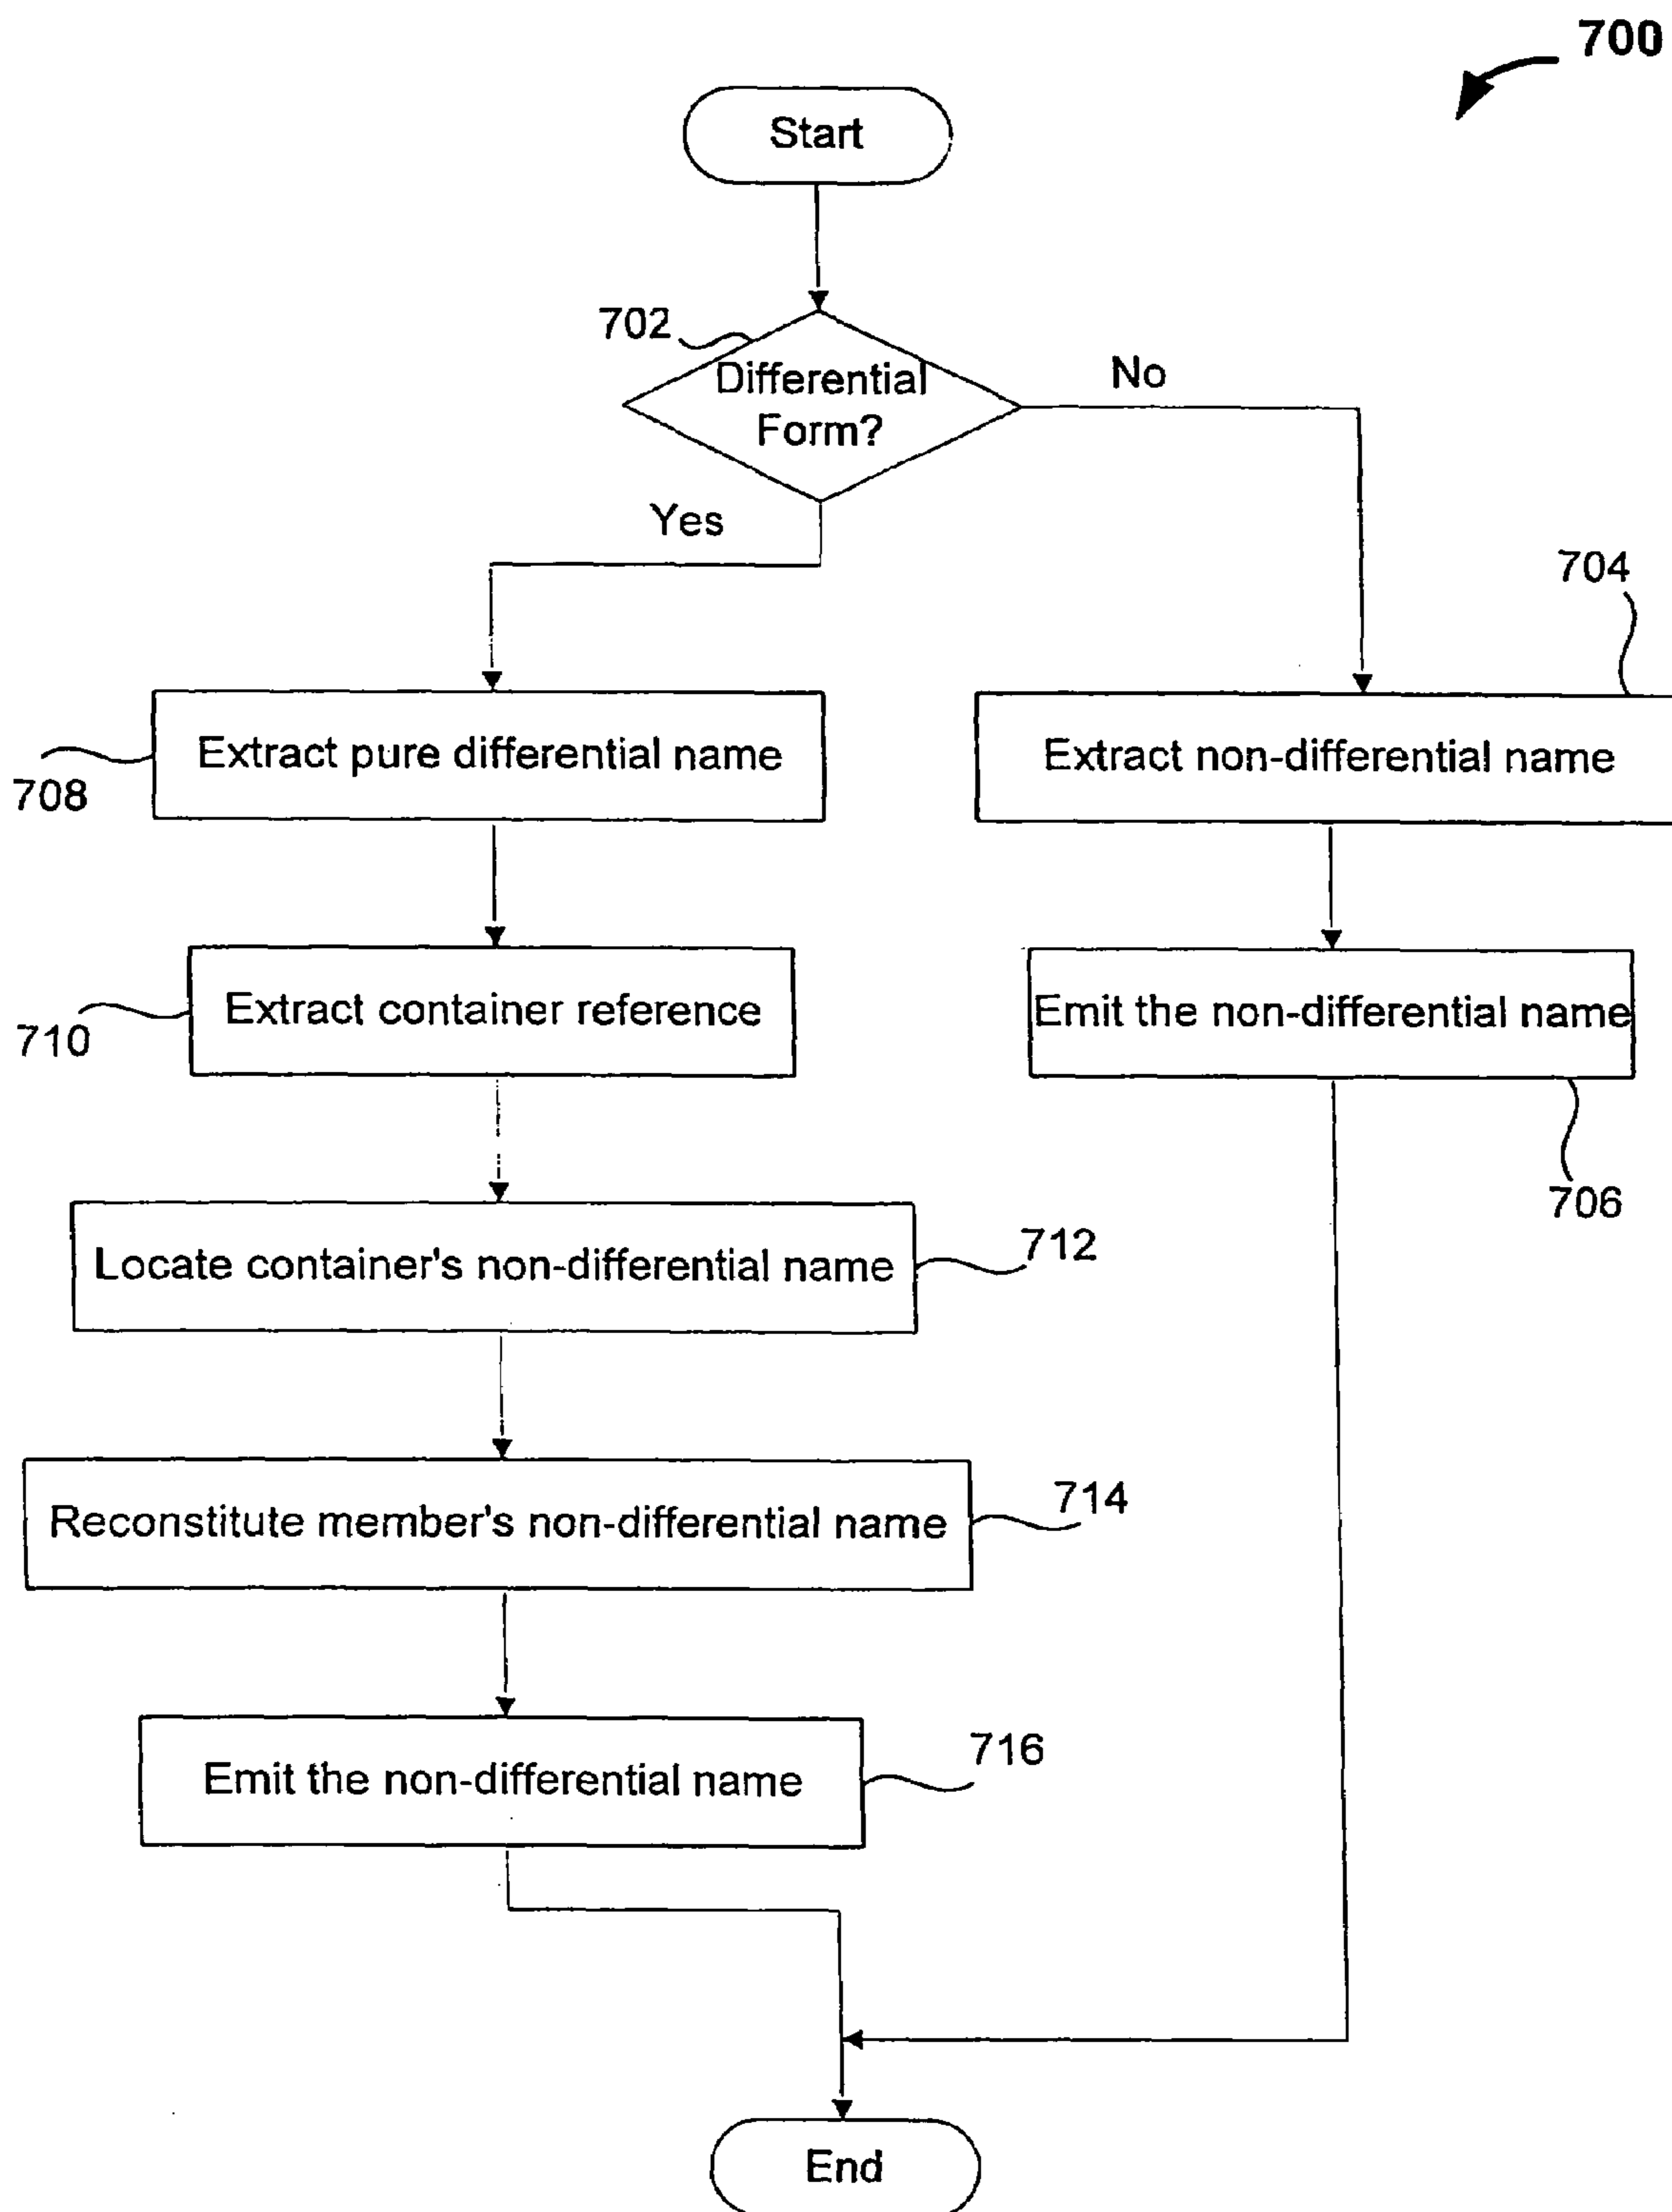 700
Start
702
Differential
Form?
No
Yes
704
Extract pure differential name
Extract non-differential name
708
Extract container reference
Emit the non-differential name
710
706
Locate container's non-differential name
712
Reconstitute member's non-differential name
714
Emit the non-differential name
716
End